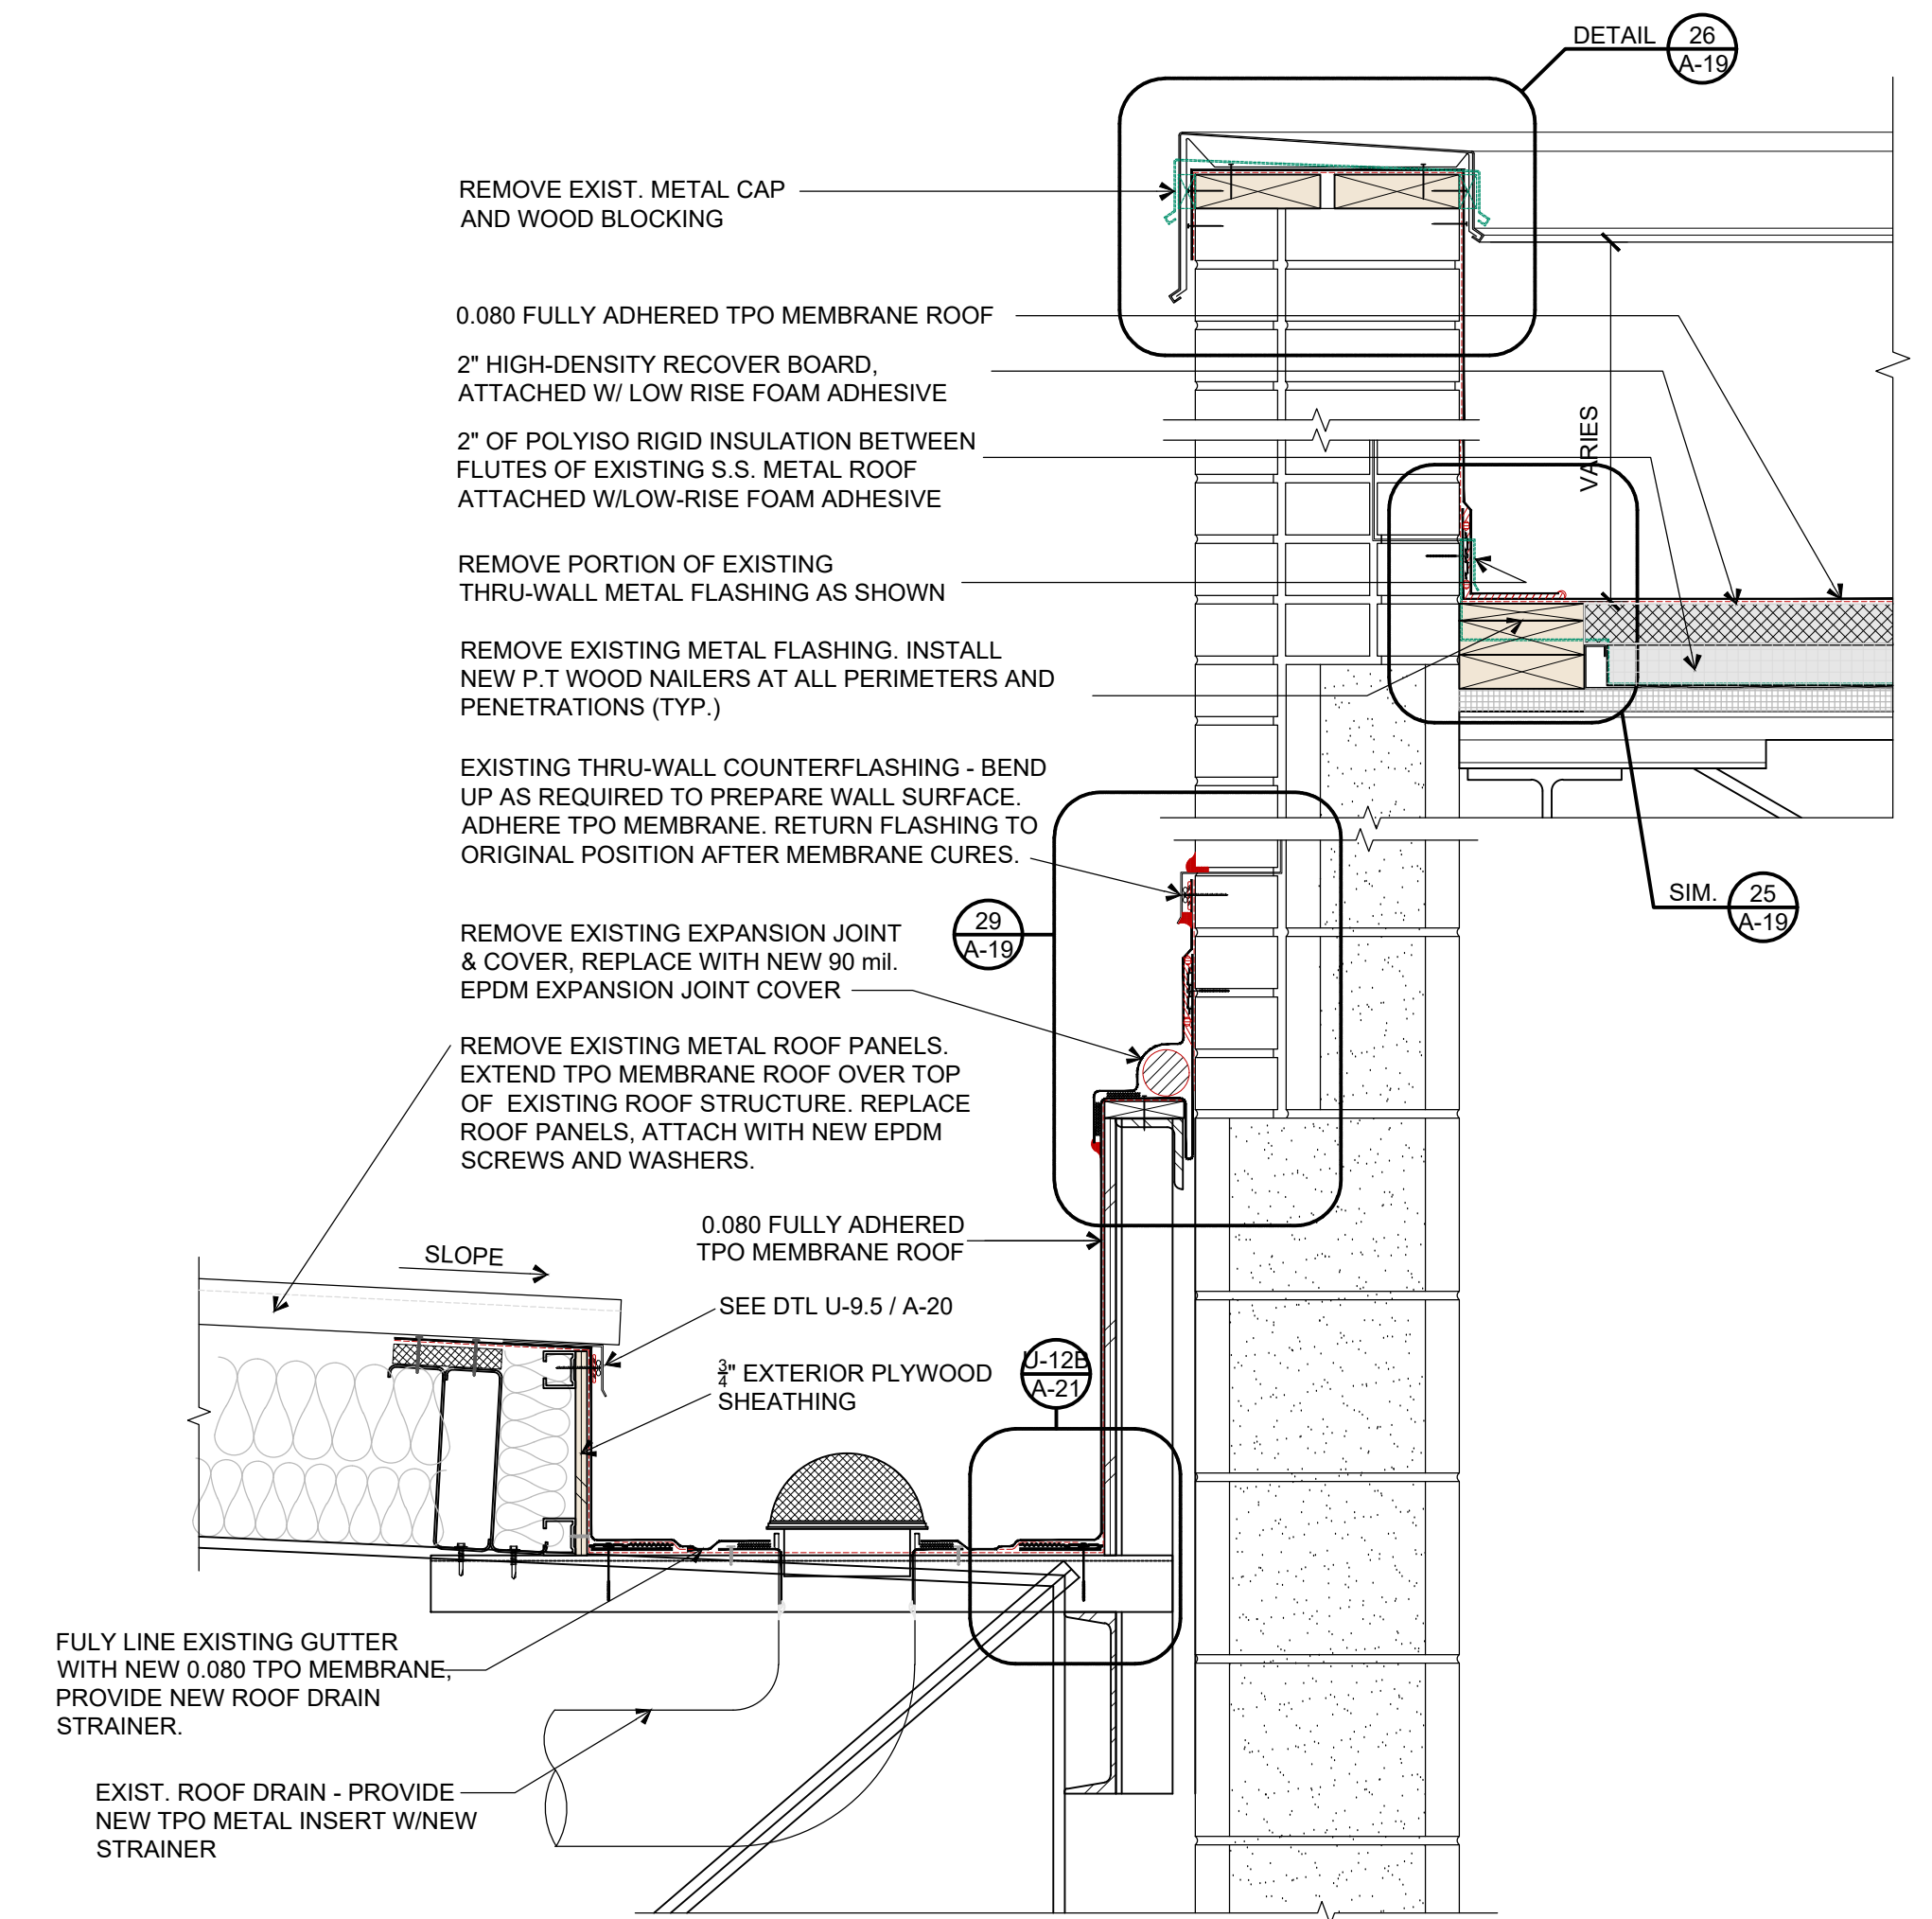 DETAIL 26
A-19
REMOVE EXIST. METAL CAP
AND WOOD BLOCKING
0.080 FULLY ADHERED TPO MEMBRANE ROOF
2" HIGH-DENSITY RECOVER BOARD,
ATTACHED W/ LOW RISE FOAM ADHESIVE
2" OF POLYISO RIGID INSULATION BETWEEN
FLUTES OF EXISTING S.S. METAL ROOF
ATTACHED W/LOW-RISE FOAM ADHESIVE
VARIES
REMOVE PORTION OF EXISTING
THRU-WALL METAL FLASHING AS SHOWN
REMOVE EXISTING METAL FLASHING. INSTALL
NEW P.T WOOD NAILERS AT ALL PERIMETERS AND
PENETRATIONS (TYP.)
EXISTING THRU-WALL COUNTERFLASHING - BEND
UP AS REQUIRED TO PREPARE WALL SURFACE.
ADHERE TPO MEMBRANE. RETURN FLASHING TO
ORIGINAL POSITION AFTER MEMBRANE CURES.
SIM. 25
A-19
29
A-19
REMOVE EXISTING EXPANSION JOINT
& COVER, REPLACE WITH NEW 90 mil.
EPDM EXPANSION JOINT COVER
REMOVE EXISTING METAL ROOF PANELS.
EXTEND TPO MEMBRANE ROOF OVER TOP
OF EXISTING ROOF STRUCTURE. REPLACE
ROOF PANELS, ATTACH WITH NEW EPDM
SCREWS AND WASHERS.
0.080 FULLY ADHERED
TPO MEMBRANE ROOF
SLOPE
SEE DTL U-9.5 / A-20
3/4" EXTERIOR PLYWOOD
SHEATHING
U-12B
A-21
FULY LINE EXISTING GUTTER
WITH NEW 0.080 TPO MEMBRANE,
PROVIDE NEW ROOF DRAIN
STRAINER.
EXIST. ROOF DRAIN - PROVIDE
NEW TPO METAL INSERT W/NEW
STRAINER